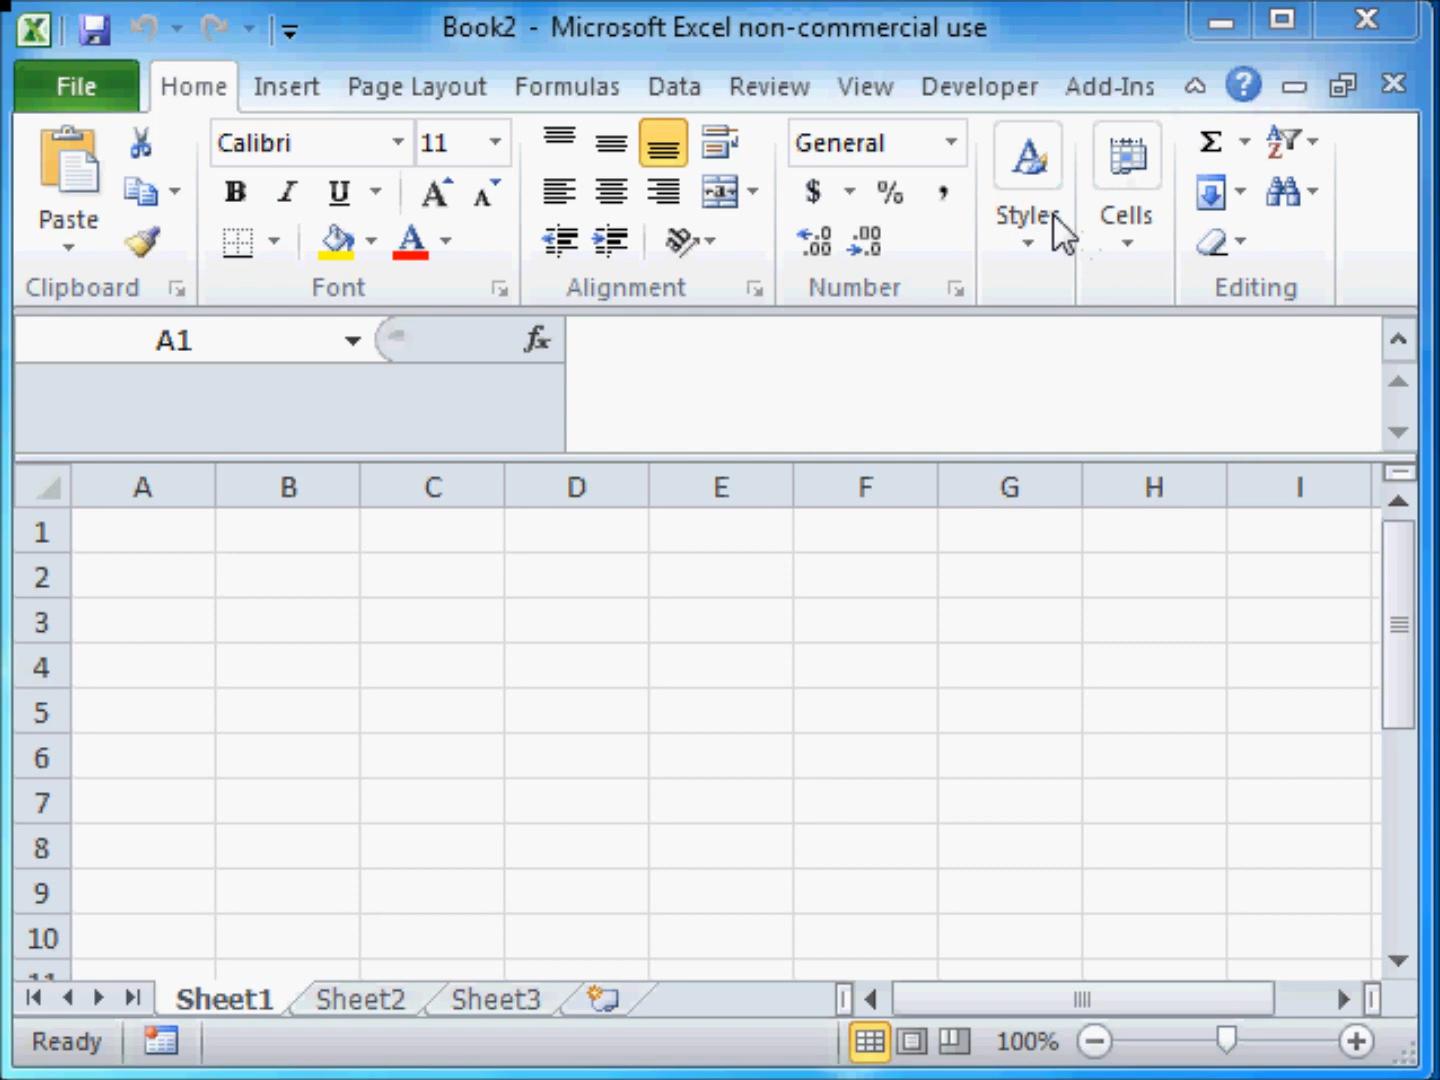 Book2 - Microsoft Excel non-commercial use
File Home Insert Page Layout Formulas Data Review View Developer Add-Ins
Calibri 11 General
B I U A A $ % ,
Paste Styles Cells
Clipboard Font Alignment Number Editing
A1 fx
A B C D E F G H I
1
2
3
4
5
6
7
8
9
10
11
Sheet1 Sheet2 Sheet3
Ready 100%